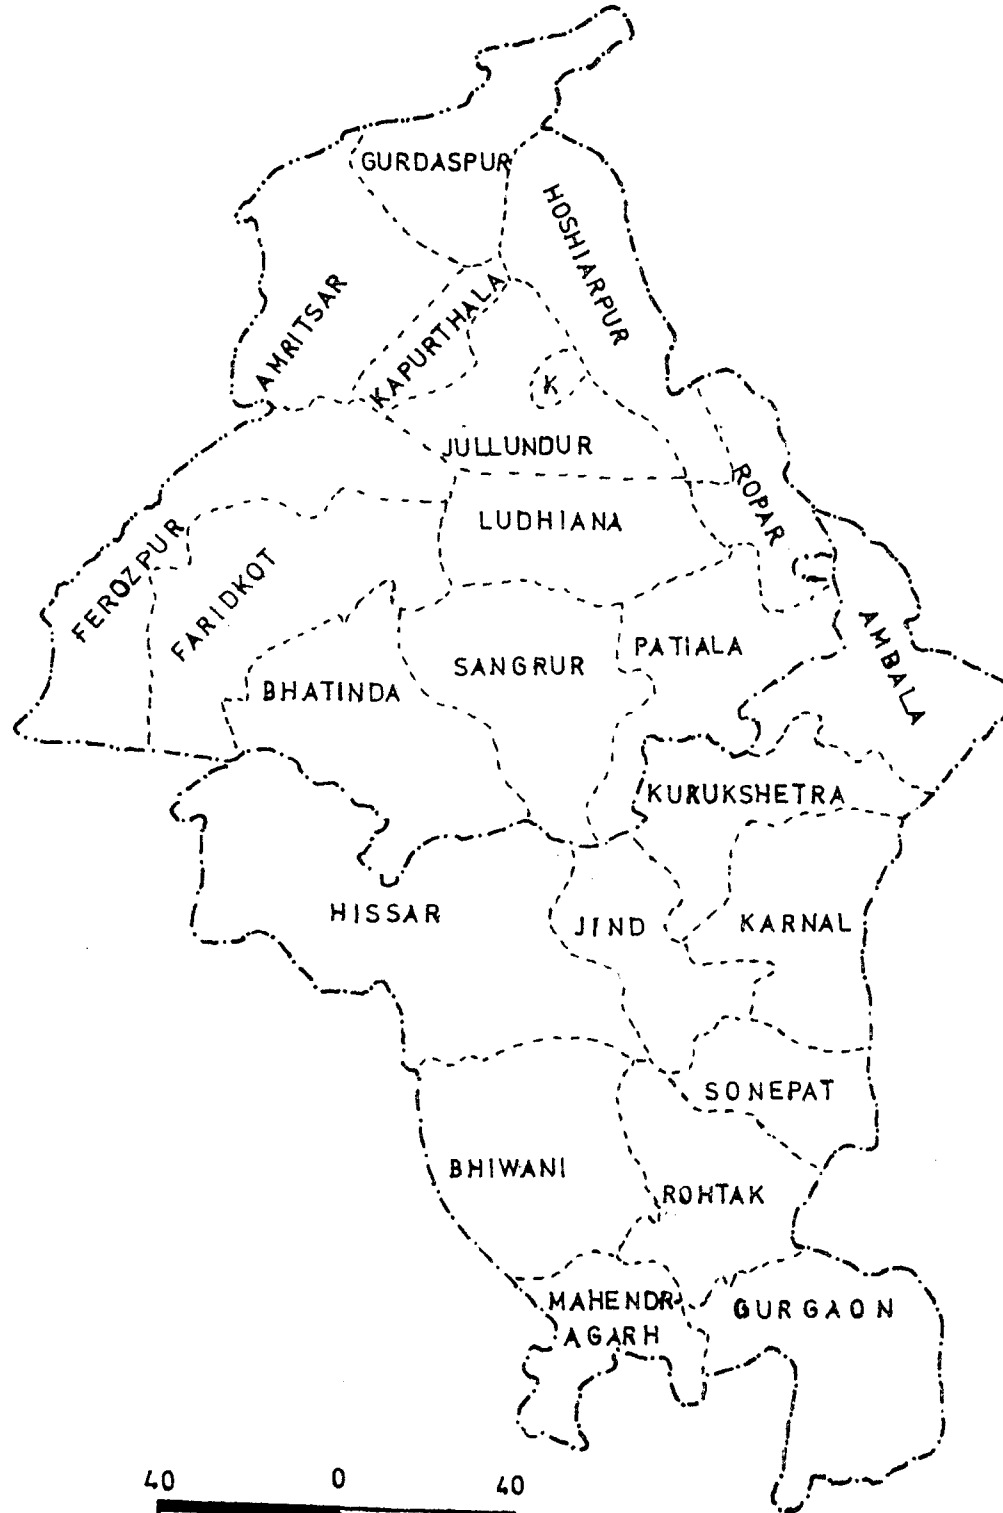 GURDASPUR
HOSHIARPUR
AMRITSAR
KAPURTHALA
K
JULLUNDUR
ROPAR
LUDHIANA
FEROZPUR
FARIDKOT
AMBALA
PATIALA
SANGRUR
BHATINDA
KURUKSHETRA
HISSAR
JIND
KARNAL
SONEPAT
BHIWANI
ROHTAK
MAHENDR
AGARH
GURGAON
40 0 40